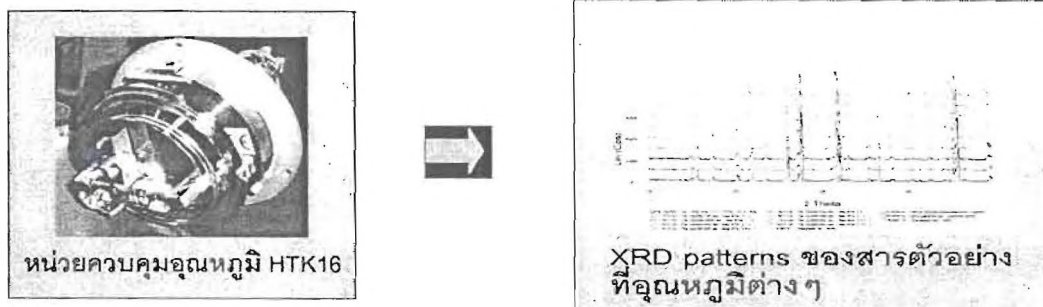 หน่วยควบคุมอุณหภูมิ HTK16
2 Theta
XRD patterns ของสารตัวอย่าง
ที่อุณหภูมิต่างๆ